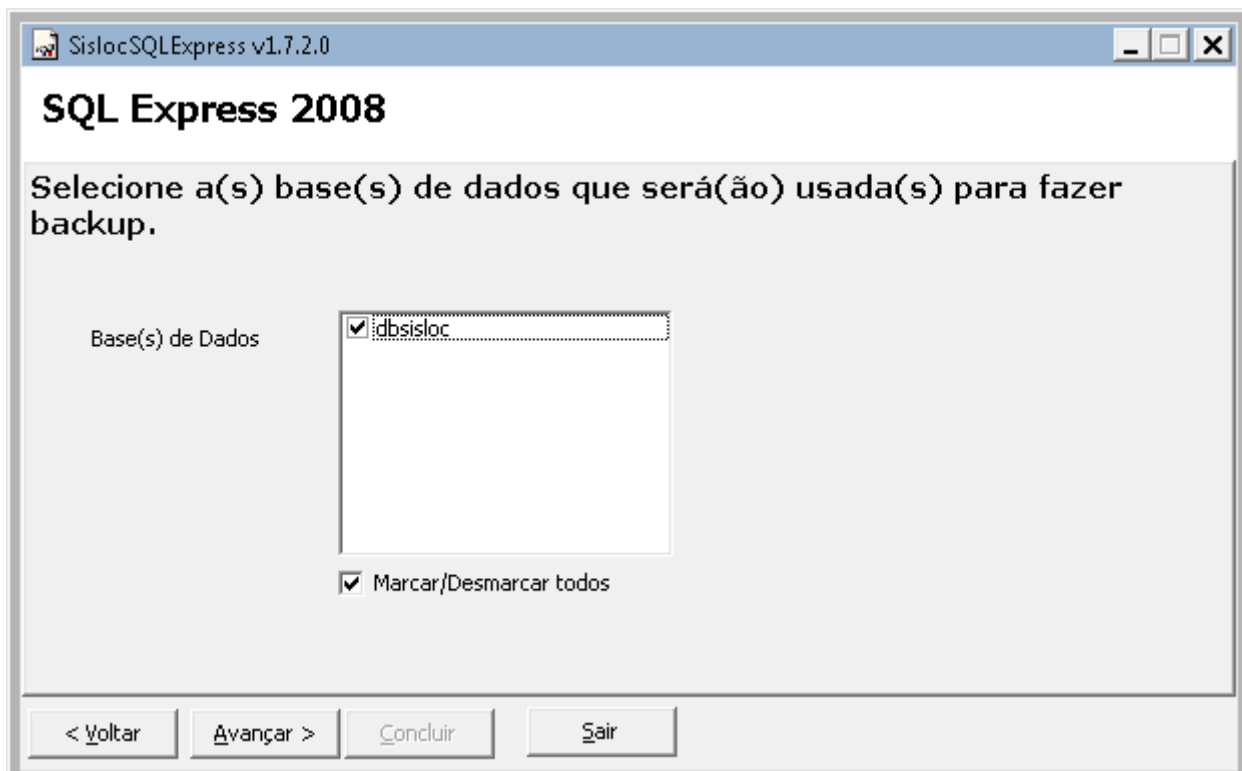 SislocSQLExpress v1.7.2.0
SQL Express 2008
Selecione a(s) base(s) de dados que será(ão) usada(s) para fazer
backup.
Base(s) de Dados
dbsisloc
Marcar/Desmarcar todos
< Voltar
Avançar >
Concluir
Sair